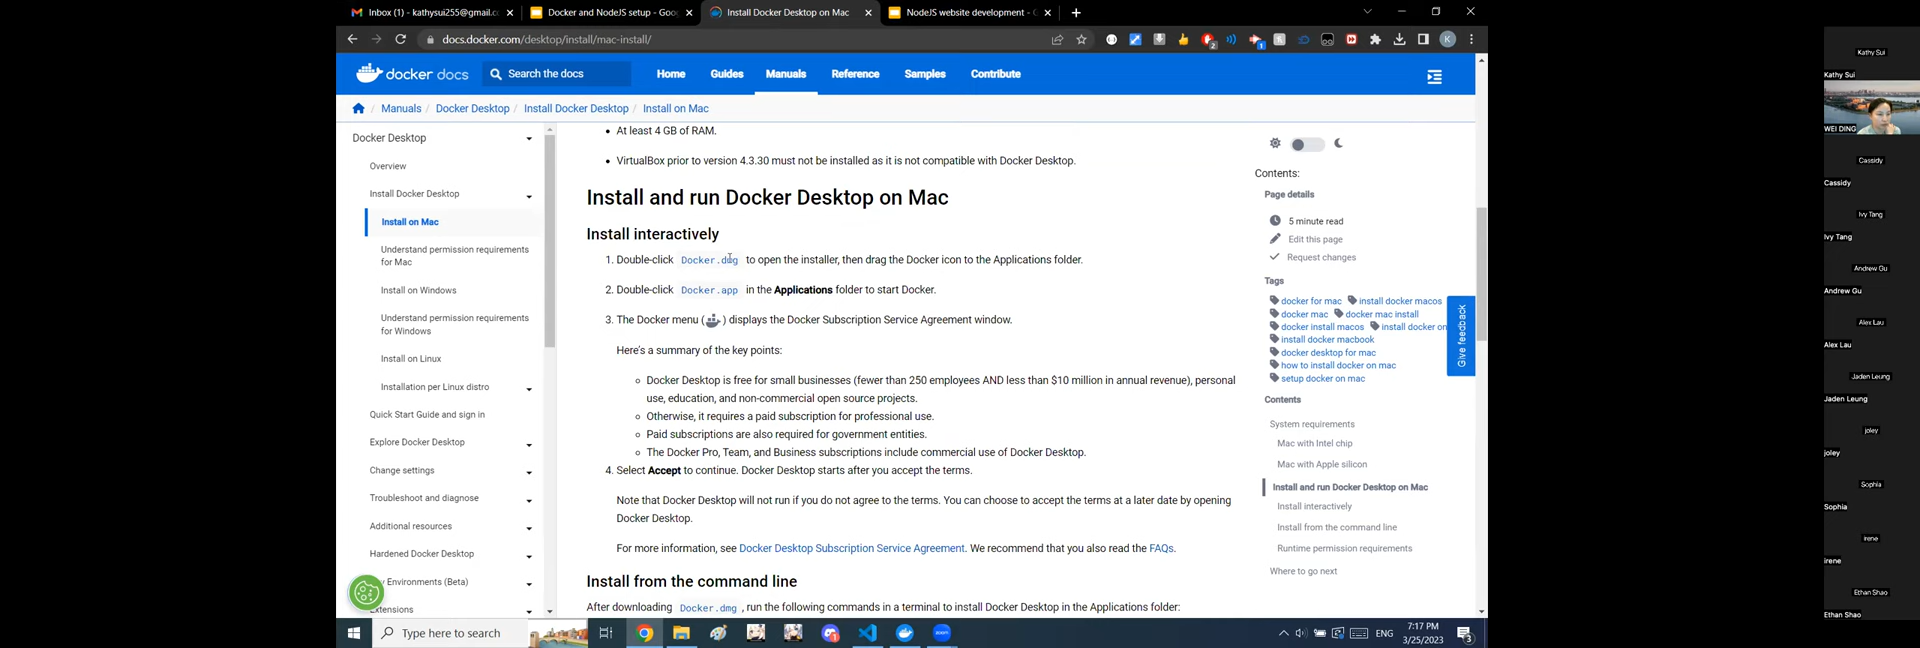 Inbox (1) - kathysui255@gmail.c
Docker and NodeJS setup - Goo
Install Docker Desktop on Mac
NodeJS website development - G
docs.docker.com/desktop/install/mac-install/
docker docs
Search the docs
Home
Guides
Manuals
Reference
Samples
Contribute
Manuals / Docker Desktop / Install Docker Desktop / Install on Mac
Docker Desktop
Overview
Install Docker Desktop
Install on Mac
Understand permission requirements
for Mac
Install on Windows
Understand permission requirements
for Windows
Install on Linux
Installation per Linux distro
Quick Start Guide and sign in
Explore Docker Desktop
Change settings
Troubleshoot and diagnose
Additional resources
Hardened Docker Desktop
Environments (Beta)
Extensions
At least 4 GB of RAM.
VirtualBox prior to version 4.3.30 must not be installed as it is not compatible with Docker Desktop.
Install and run Docker Desktop on Mac
Install interactively
1. Double-click Docker.dmg to open the installer, then drag the Docker icon to the Applications folder.
2. Double-click Docker.app in the Applications folder to start Docker.
3. The Docker menu ( ) displays the Docker Subscription Service Agreement window.
Here's a summary of the key points:
Docker Desktop is free for small businesses (fewer than 250 employees AND less than $10 million in annual revenue), personal
use, education, and non-commercial open source projects.
Otherwise, it requires a paid subscription for professional use.
Paid subscriptions are also required for government entities.
The Docker Pro, Team, and Business subscriptions include commercial use of Docker Desktop.
4. Select Accept to continue. Docker Desktop starts after you accept the terms.
Note that Docker Desktop will not run if you do not agree to the terms. You can choose to accept the terms at a later date by opening
Docker Desktop.
For more information, see Docker Desktop Subscription Service Agreement. We recommend that you also read the FAQs.
Install from the command line
After downloading Docker.dmg , run the following commands in a terminal to install Docker Desktop in the Applications folder:
Contents:
Page details
5 minute read
Edit this page
Request changes
Tags
docker for mac install docker macos
docker mac docker mac install
docker install macos install docker on
install docker macbook
docker desktop for mac
how to install docker on mac
setup docker on mac
Contents
System requirements
Mac with Intel chip
Mac with Apple silicon
Install and run Docker Desktop on Mac
Install interactively
Install from the command line
Runtime permission requirements
Where to go next
Give feedback
Type here to search
zoom
ENG
7:17 PM
3/25/2023
3
Kathy Sui
Kathy Sui
WEI DING
Cassidy
Cassidy
Ivy Tang
Ivy Tang
Andrew Gu
Andrew Gu
Alex Lau
Alex Lau
Jaden Leung
Jaden Leung
joley
joley
Sophia
Sophia
irene
irene
Ethan Shao
Ethan Shao